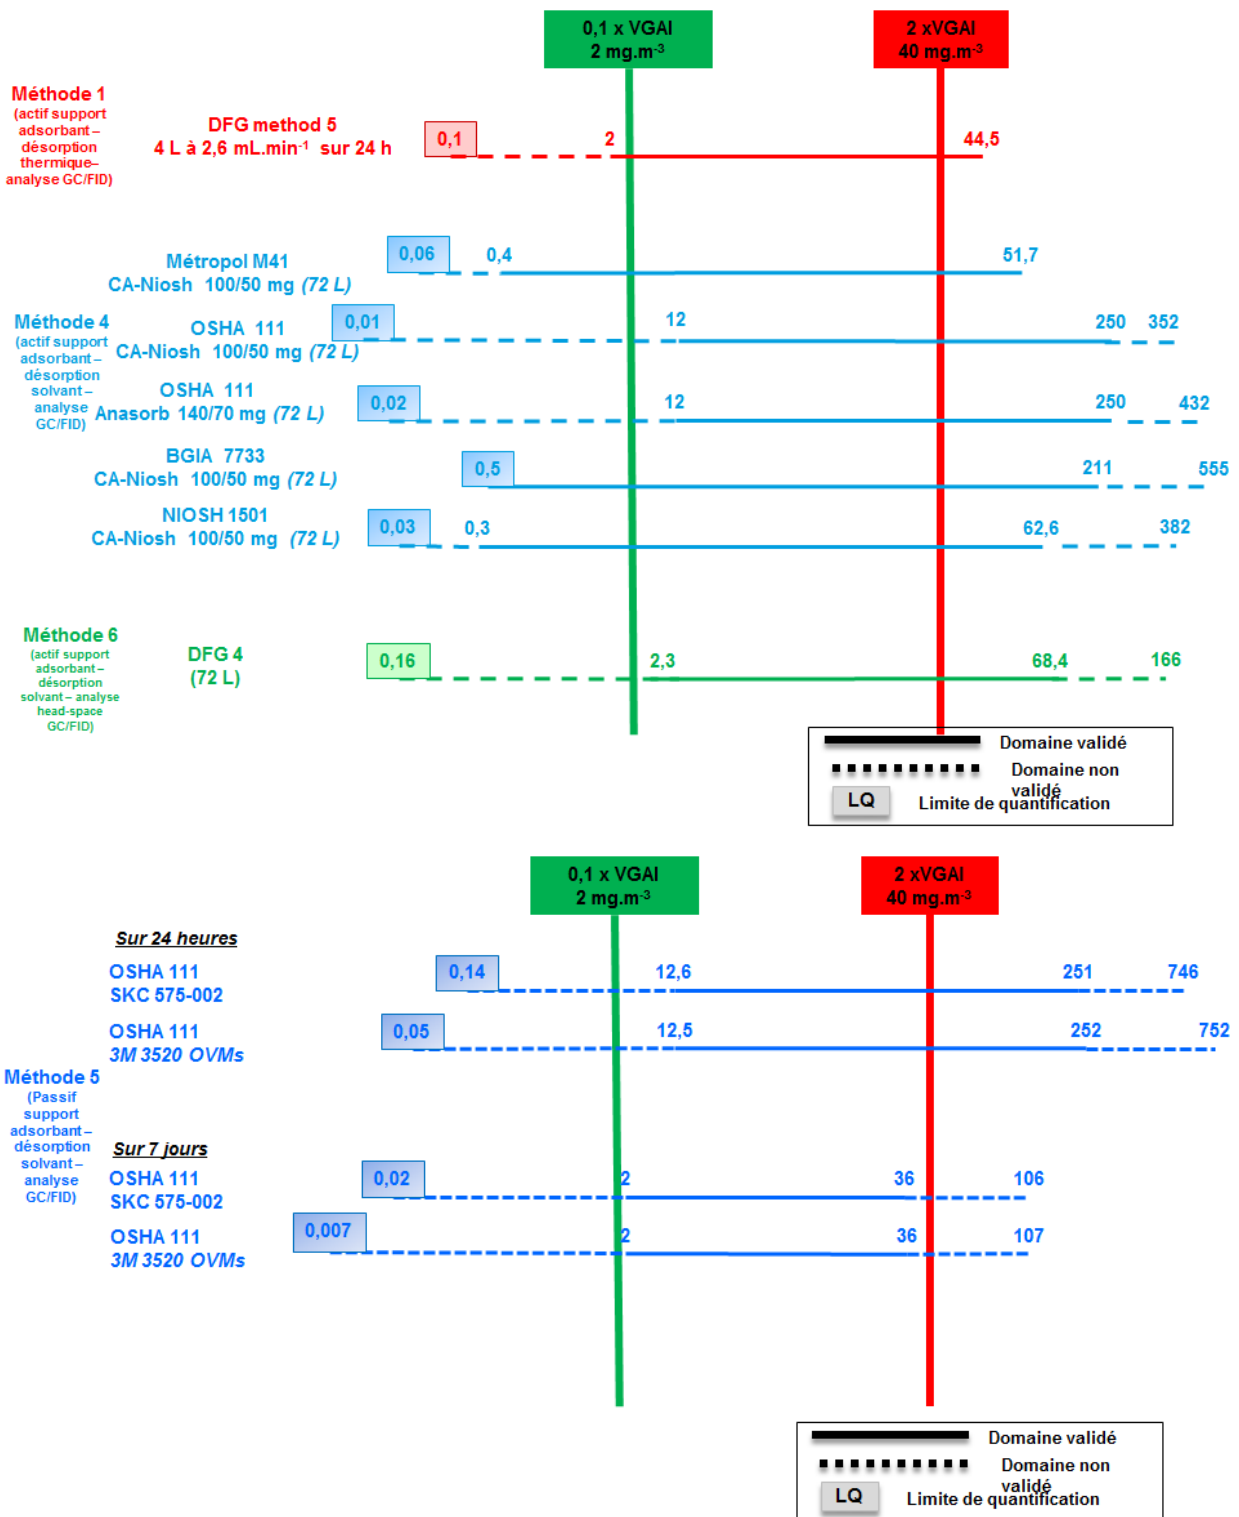 0,1 x VGAI
2 mg.m-3
2 xVGAI
40 mg.m-3
Méthode 1
(actif support
adsorbant –
désorption
thermique–
analyse GC/FID)
DFG method 5
4 L à 2,6 mL.min-1 sur 24 h
0,1
2
44,5
Méthode 4
(actif support
adsorbant –
désorption
solvant –
analyse
GC/FID)
Métropol M41
CA-Niosh 100/50 mg (72 L)
0,06
0,4
51,7
OSHA 111
CA-Niosh 100/50 mg (72 L)
0,01
12
250
352
OSHA 111
Anasorb 140/70 mg (72 L)
0,02
12
250
432
BGIA 7733
CA-Niosh 100/50 mg (72 L)
0,5
211
555
NIOSH 1501
CA-Niosh 100/50 mg (72 L)
0,03
0,3
62,6
382
Méthode 6
(actif support
adsorbant –
désorption
solvant – analyse
head-space
GC/FID)
DFG 4
(72 L)
0,16
2,3
68,4
166
Domaine validé
Domaine non
validé
LQ
Limite de quantification
0,1 x VGAI
2 mg.m-3
2 xVGAI
40 mg.m-3
Méthode 5
(Passif
support
adsorbant –
désorption
solvant –
analyse
GC/FID)
Sur 24 heures
OSHA 111
SKC 575-002
0,14
12,6
251
746
OSHA 111
3M 3520 OVMs
0,05
12,5
252
752
Sur 7 jours
OSHA 111
SKC 575-002
0,02
2
36
106
OSHA 111
3M 3520 OVMs
0,007
2
36
107
Domaine validé
Domaine non
validé
LQ
Limite de quantification